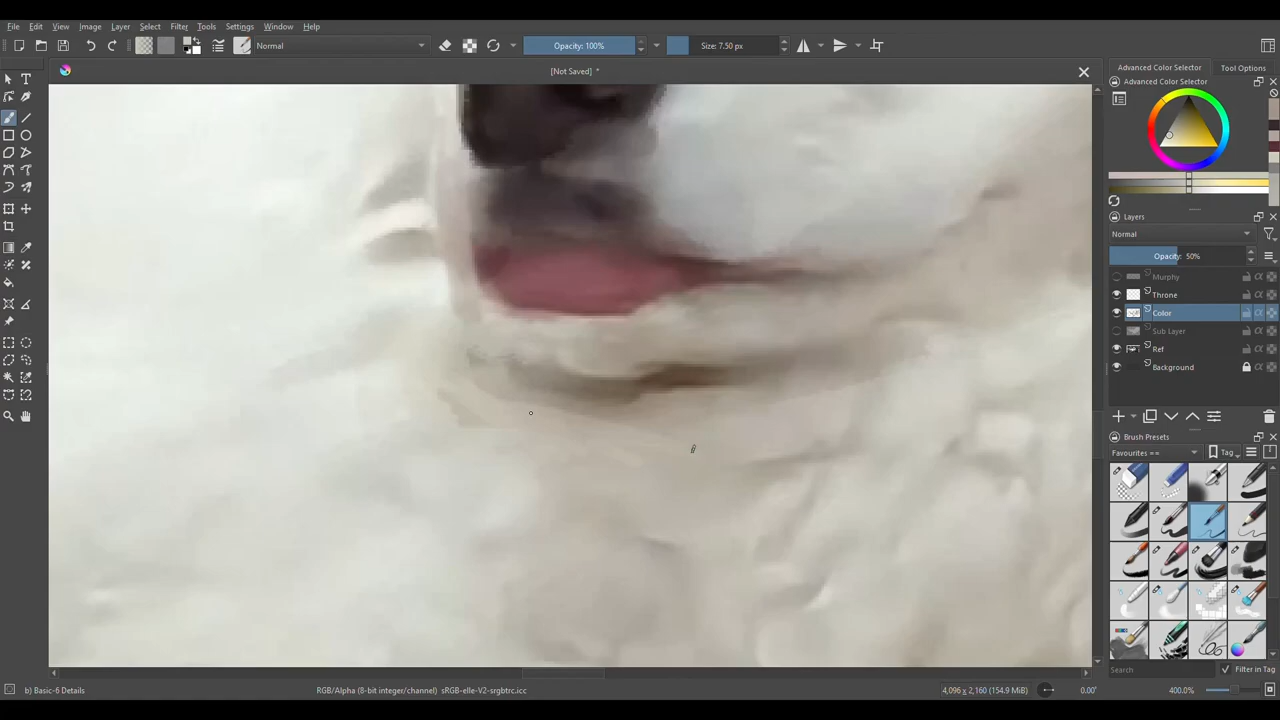 File Edit View Image Layer Select Filter Tools Settings Window Help
Normal Opacity: 100% Size: 7.50 px
[Not Saved] *
Advanced Color Selector Tool Options
Advanced Color Selector
Layers
Normal
Opacity: 50%
Murphy
Throne
Color
Sub Layer
Ref
Background
Brush Presets
Favourites == Tag
Search Filter in Tag
b) Basic-6 Details RGB/Alpha (8-bit integer/channel) sRGB-elle-V2-srgbtrc.icc 4,096 x 2,160 (154.9 MiB) 0.00° 400.0%